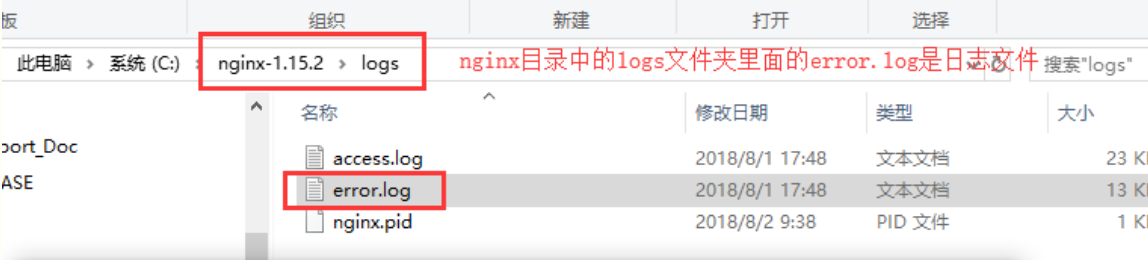 板 组织 新建 打开 选择
此电脑 > 系统 (C:) > nginx-1.15.2 > logs nginx目录中的logs文件夹里面的error.log是日志文件 搜索"logs"
名称 修改日期 类型 大小
port_Doc
access.log 2018/8/1 17:48 文本文档 23 K
ASE
error.log 2018/8/1 17:48 文本文档 13 K
nginx.pid 2018/8/2 9:38 PID 文件 1 K